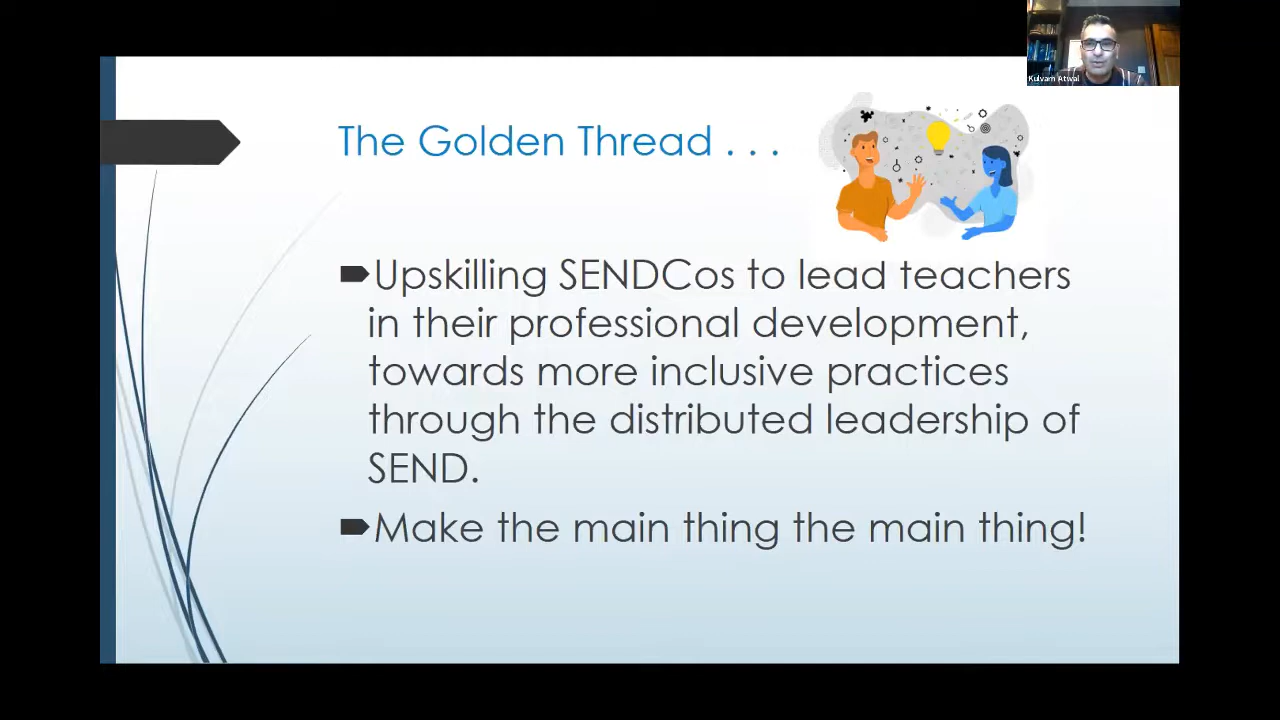 Kulvarn Atwal
The Golden Thread . . .
Upskilling SENDCos to lead teachers
in their professional development,
towards more inclusive practices
through the distributed leadership of
SEND.
Make the main thing the main thing!